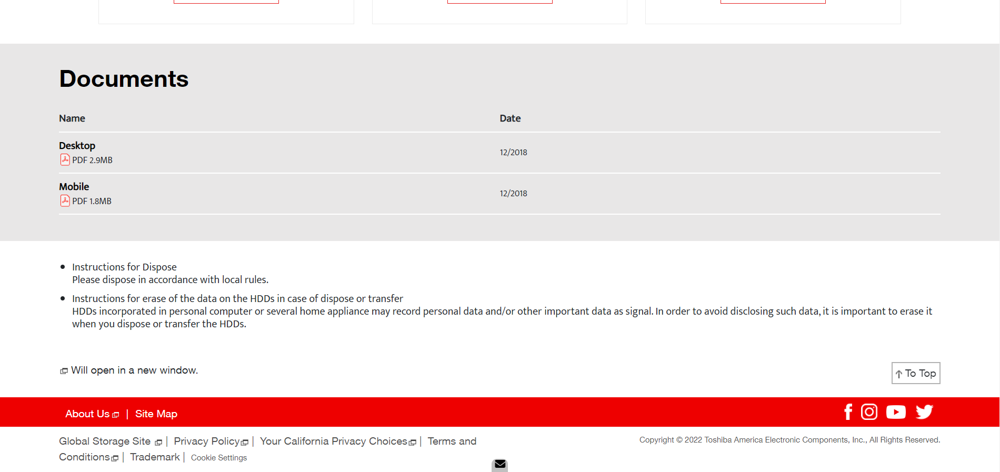 Documents
Name Date
Desktop
PDF 2.9MB 12/2018
Mobile
PDF 1.8MB 12/2018
Instructions for Dispose
Please dispose in accordance with local rules.
Instructions for erase of the data on the HDDs in case of dispose or transfer
HDDs incorporated in personal computer or several home appliance may record personal data and/or other important data as signal. In order to avoid disclosing such data, it is important to erase it
when you dispose or transfer the HDDs.
Will open in a new window.
To Top
About Us | Site Map
Global Storage Site | Privacy Policy | Your California Privacy Choices | Terms and
Conditions | Trademark | Cookie Settings
Copyright © 2022 Toshiba America Electronic Components, Inc., All Rights Reserved.